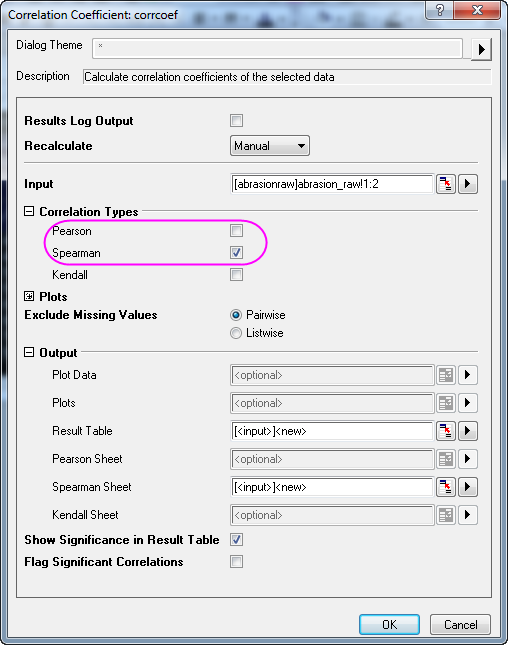 Correlation Coefficient: corrcoef
Dialog Theme *
Description Calculate correlation coefficients of the selected data
Results Log Output
Recalculate Manual
Input [abrasionraw]abrasion_raw!1:2
Correlation Types
Pearson
Spearman
Kendall
Plots
Exclude Missing Values Pairwise
Listwise
Output
Plot Data <optional>
Plots <optional>
Result Table [<input>]<new>
Pearson Sheet <optional>
Spearman Sheet [<input>]<new>
Kendall Sheet <optional>
Show Significance in Result Table
Flag Significant Correlations
OK Cancel